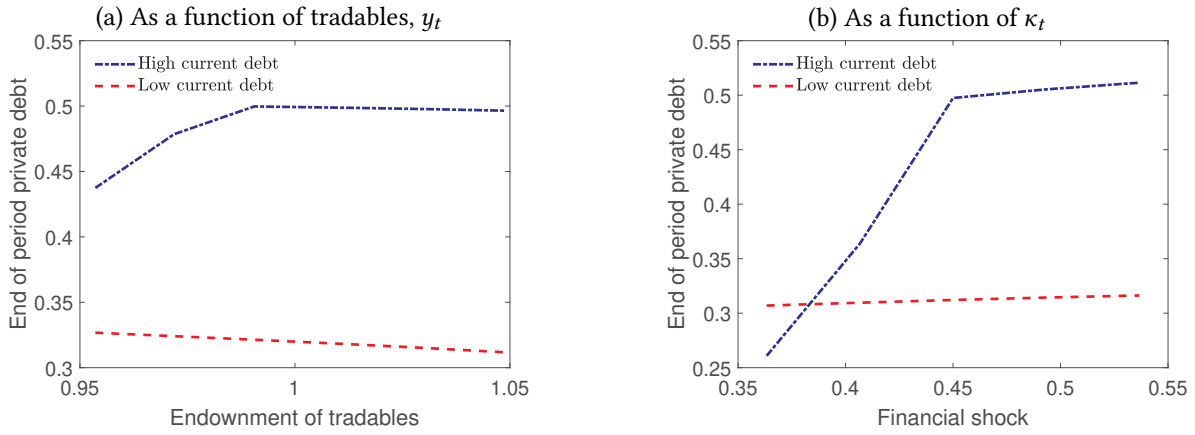 (a) As a function of tradables, y_t
0.55
0.5
0.45
0.4
0.35
0.3
High current debt
Low current debt
End of period private debt
0.95
1
1.05
Endownment of tradables
(b) As a function of κ_t
0.55
0.5
0.45
0.4
0.35
0.3
0.25
High current debt
Low current debt
End of period private debt
0.35
0.4
0.45
0.5
0.55
Financial shock